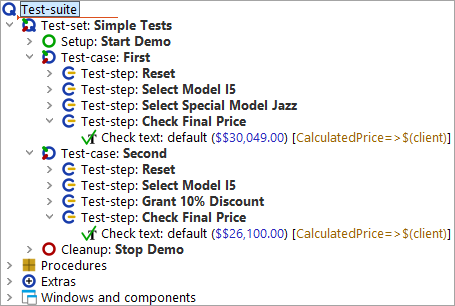 Test-suite
Test-set: Simple Tests
Setup: Start Demo
Test-case: First
Test-step: Reset
Test-step: Select Model I5
Test-step: Select Special Model Jazz
Test-step: Check Final Price
Check text: default ($$30,049.00) [CalculatedPrice=>$(client)]
Test-case: Second
Test-step: Reset
Test-step: Select Model I5
Test-step: Grant 10% Discount
Test-step: Check Final Price
Check text: default ($$26,100.00) [CalculatedPrice=>$(client)]
Cleanup: Stop Demo
Procedures
Extras
Windows and components